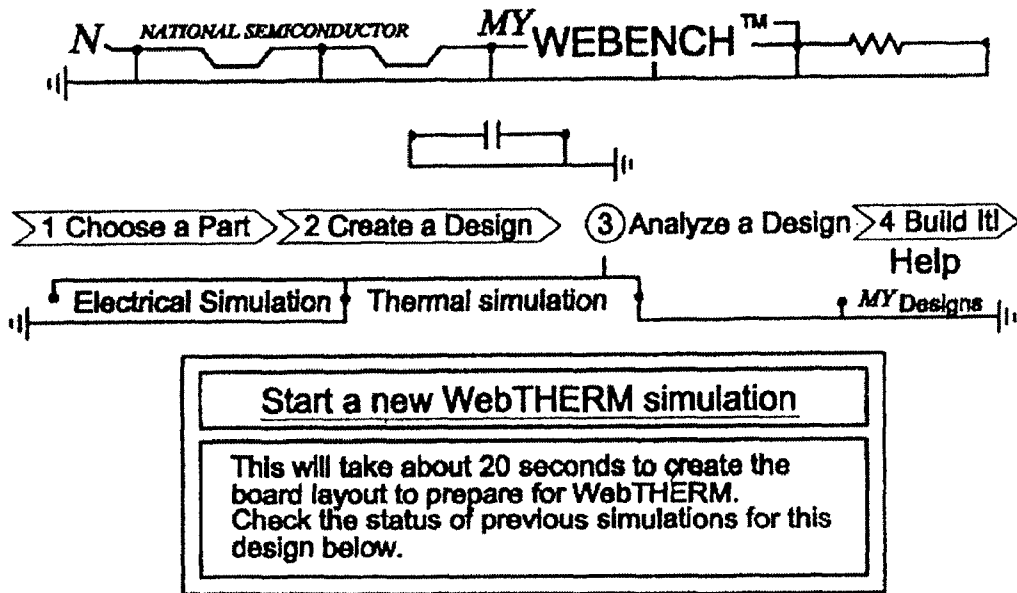 N NATIONAL SEMICONDUCTOR MY WEBENCH™
1 Choose a Part 2 Create a Design 3 Analyze a Design 4 Build It!
Help
Electrical Simulation Thermal simulation MY Designs
Start a new WebTHERM simulation
This will take about 20 seconds to create the
board layout to prepare for WebTHERM.
Check the status of previous simulations for this
design below.